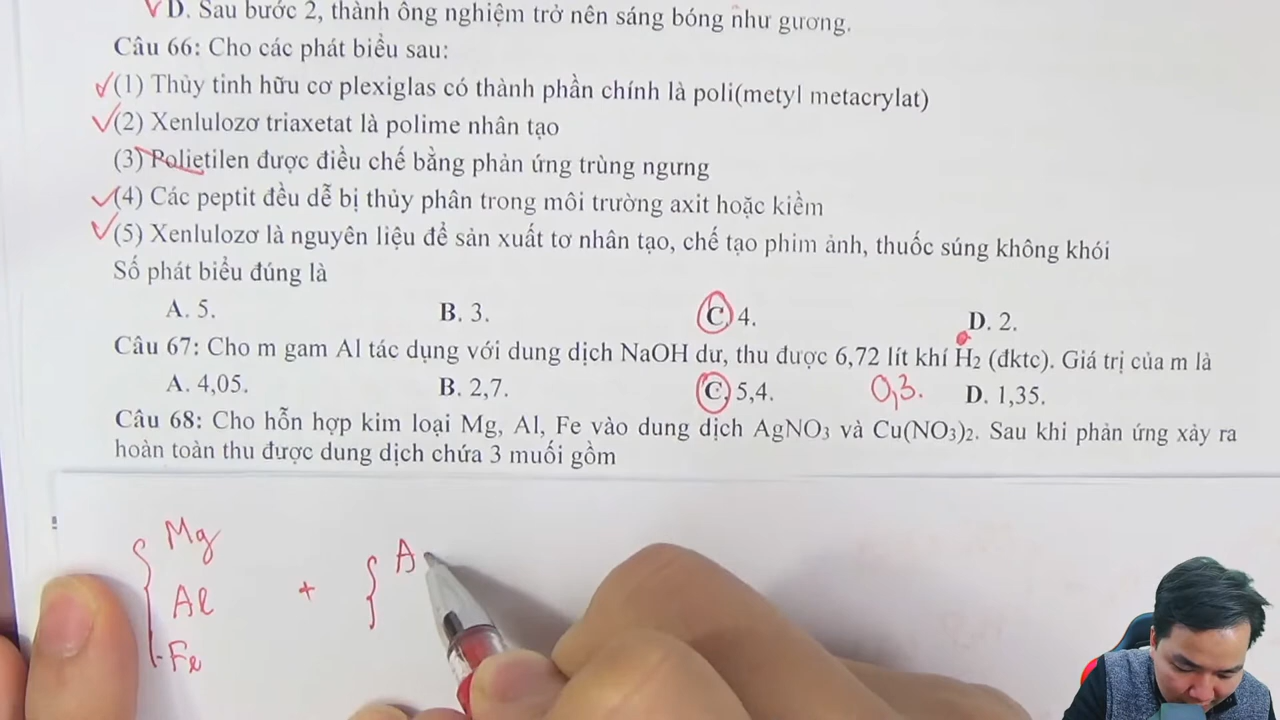 D. Sau bước 2, thành ống nghiệm trở nên sáng bóng như gương.
Câu 66: Cho các phát biểu sau:
(1) Thủy tinh hữu cơ plexiglas có thành phần chính là poli(metyl metacrylat)
(2) Xenlulozơ triaxetat là polime nhân tạo
(3) Polietilen được điều chế bằng phản ứng trùng ngưng
(4) Các peptit đều dễ bị thủy phân trong môi trường axit hoặc kiềm
(5) Xenlulozơ là nguyên liệu để sản xuất tơ nhân tạo, chế tạo phim ảnh, thuốc súng không khói
Số phát biểu đúng là
A. 5. B. 3. C. 4. D. 2.
Câu 67: Cho m gam Al tác dụng với dung dịch NaOH dư, thu được 6,72 lít khí H2 (đktc). Giá trị của m là
A. 4,05. B. 2,7. C. 5,4. 0,3. D. 1,35.
Câu 68: Cho hỗn hợp kim loại Mg, Al, Fe vào dung dịch AgNO3 và Cu(NO3)2. Sau khi phản ứng xảy ra
hoàn toàn thu được dung dịch chứa 3 muối gồm
Mg
Al + { A
Fe